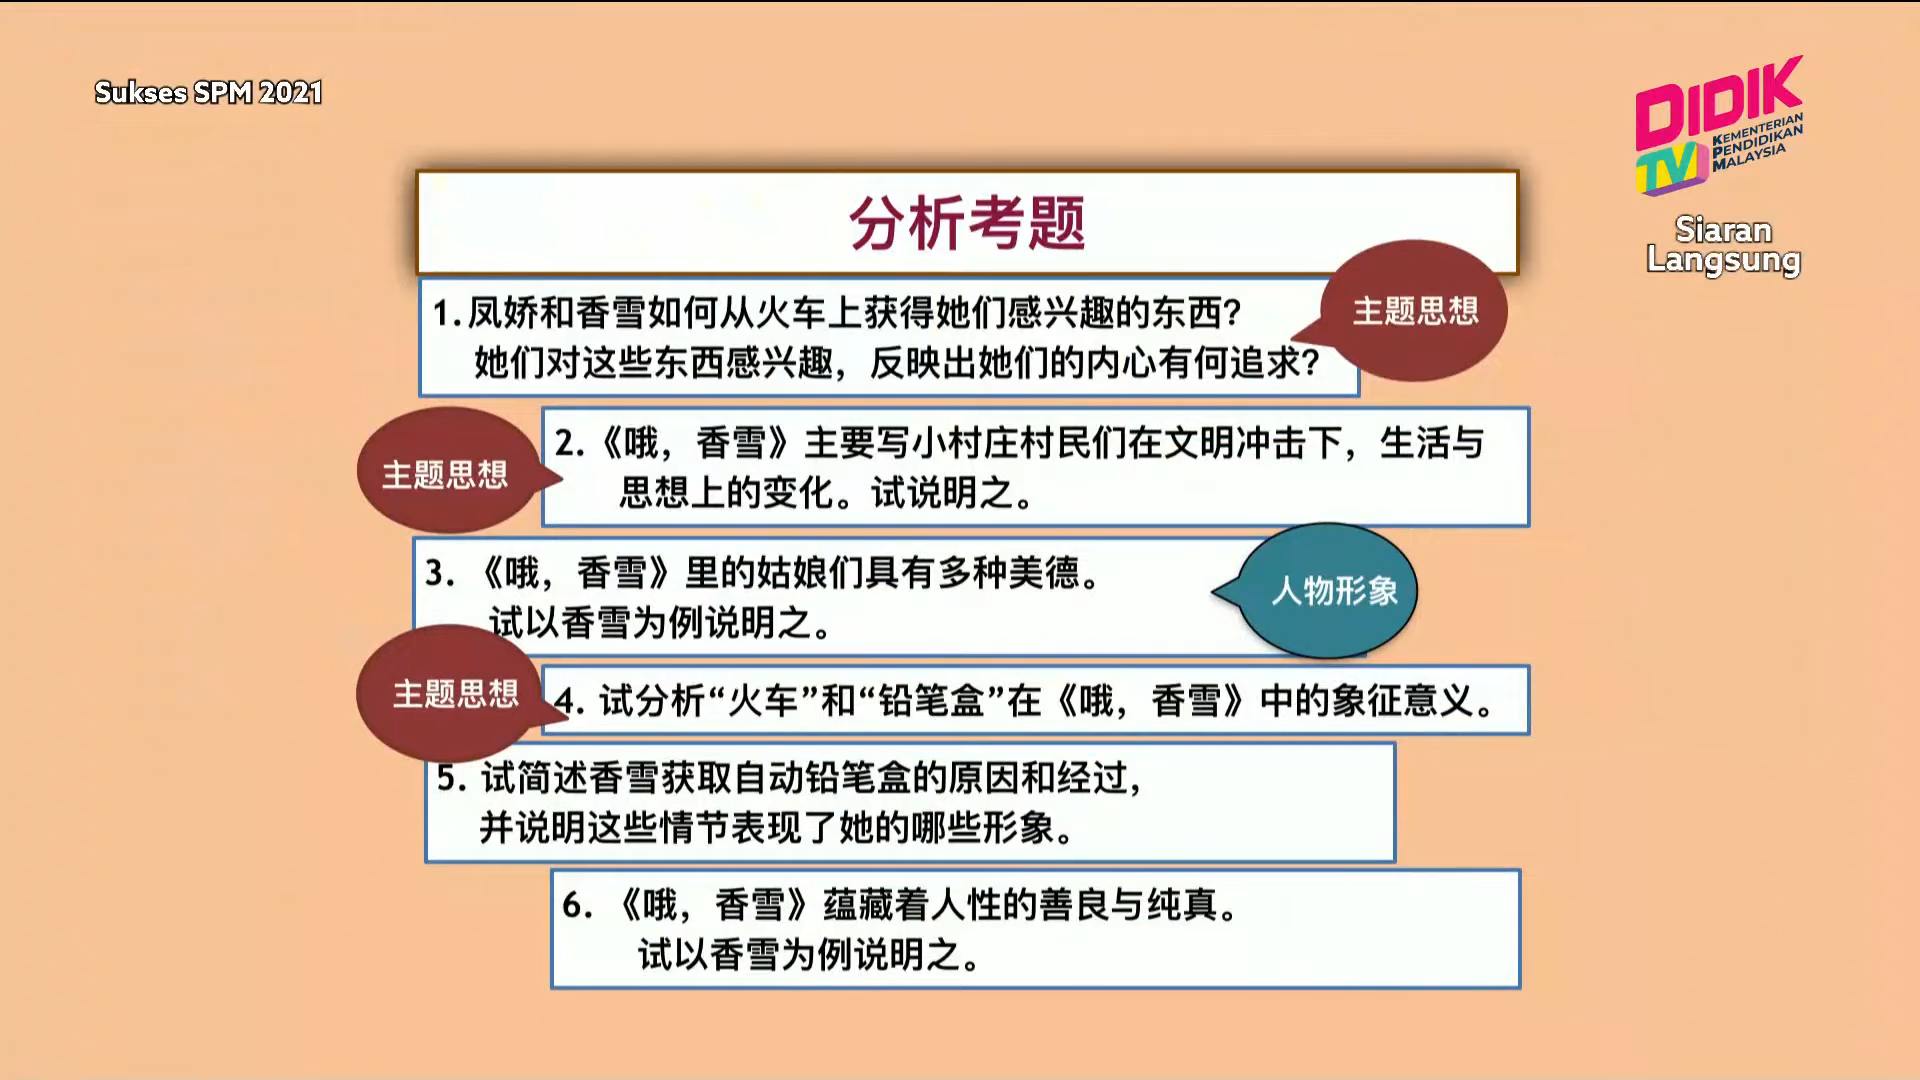 Sukses SPM 2021
DIDIK
TV
KEMENTERIAN
PENDIDIKAN
MALAYSIA
Siaran
Langsung
分析考题
1. 凤娇和香雪如何从火车上获得她们感兴趣的东西?
她们对这些东西感兴趣，反映出她们的内心有何追求?
主题思想
主题思想
2.《哦，香雪》主要写小村庄村民们在文明冲击下，生活与
思想上的变化。试说明之。
3. 《哦，香雪》里的姑娘们具有多种美德。
试以香雪为例说明之。
人物形象
主题思想
4. 试分析“火车”和“铅笔盒”在《哦，香雪》中的象征意义。
5. 试简述香雪获取自动铅笔盒的原因和经过，
并说明这些情节表现了她的哪些形象。
6. 《哦，香雪》蕴藏着人性的善良与纯真。
试以香雪为例说明之。